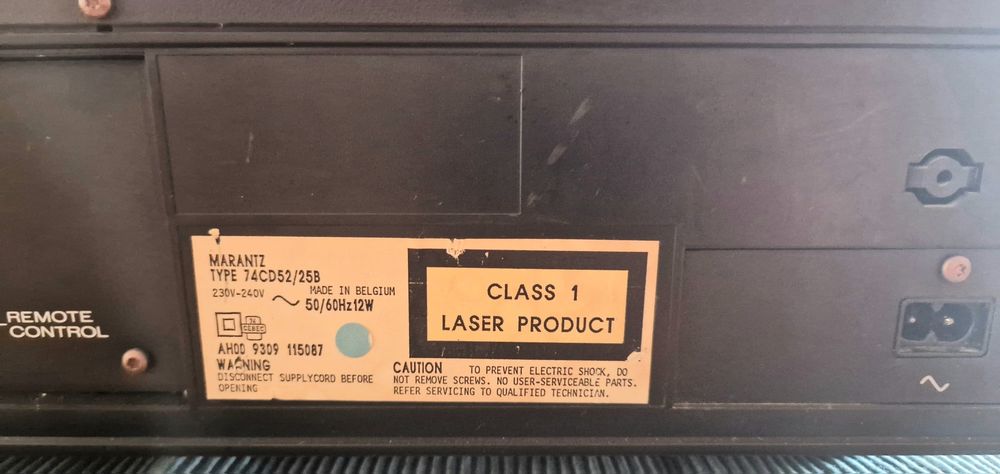 REMOTE
CONTROL
MARANTZ
TYPE 74CD52/25B
230V-240V
MADE IN BELGIUM
50/60Hz12W
CEBEC
AH00 9309 115087
WARNING
DISCONNECT SUPPLYCORD BEFORE
OPENING
CLASS 1
LASER PRODUCT
CAUTION TO PREVENT ELECTRIC SHOCK, DO
NOT REMOVE SCREWS. NO USER-SERVICEABLE PARTS.
REFER SERVICING TO QUALIFIED TECHNICIAN.